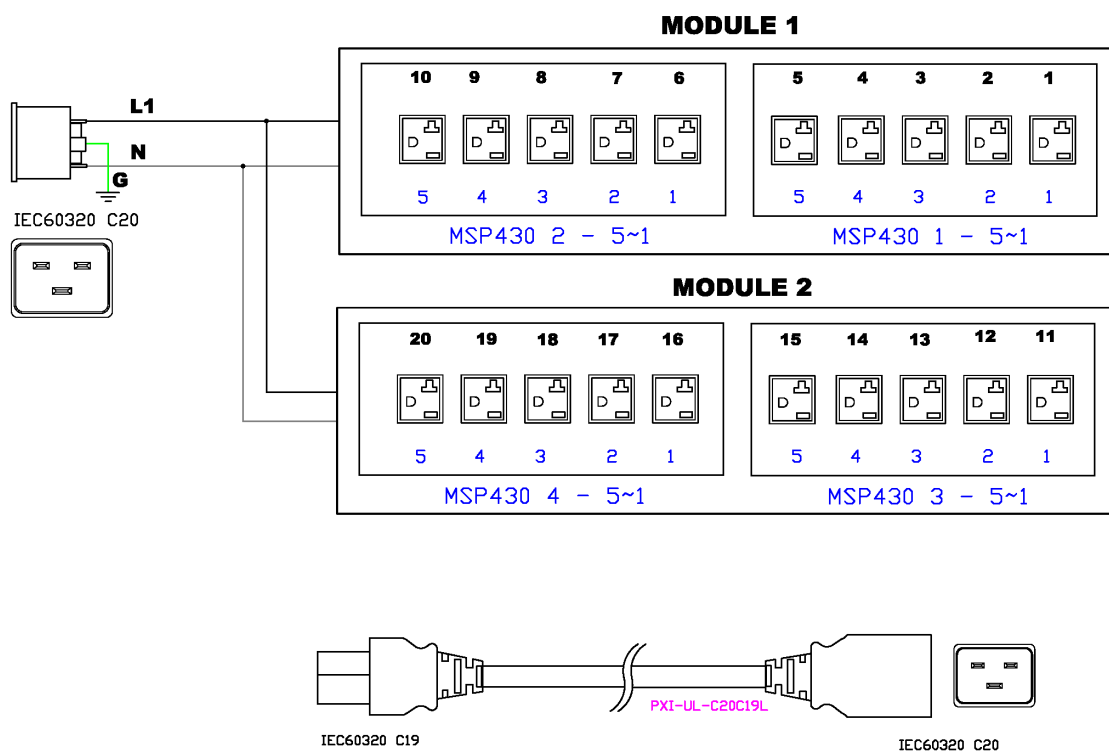 MODULE 1
10 9 8 7 6 5 4 3 2 1
L1
N
G
D D D D D D D D D D
5 4 3 2 1 5 4 3 2 1
MSP430 2 - 5~1 MSP430 1 - 5~1
IEC60320 C20
MODULE 2
20 19 18 17 16 15 14 13 12 11
D D D D D D D D D D
5 4 3 2 1 5 4 3 2 1
MSP430 4 - 5~1 MSP430 3 - 5~1
PXI-UL-C20C19L
IEC60320 C19
IEC60320 C20